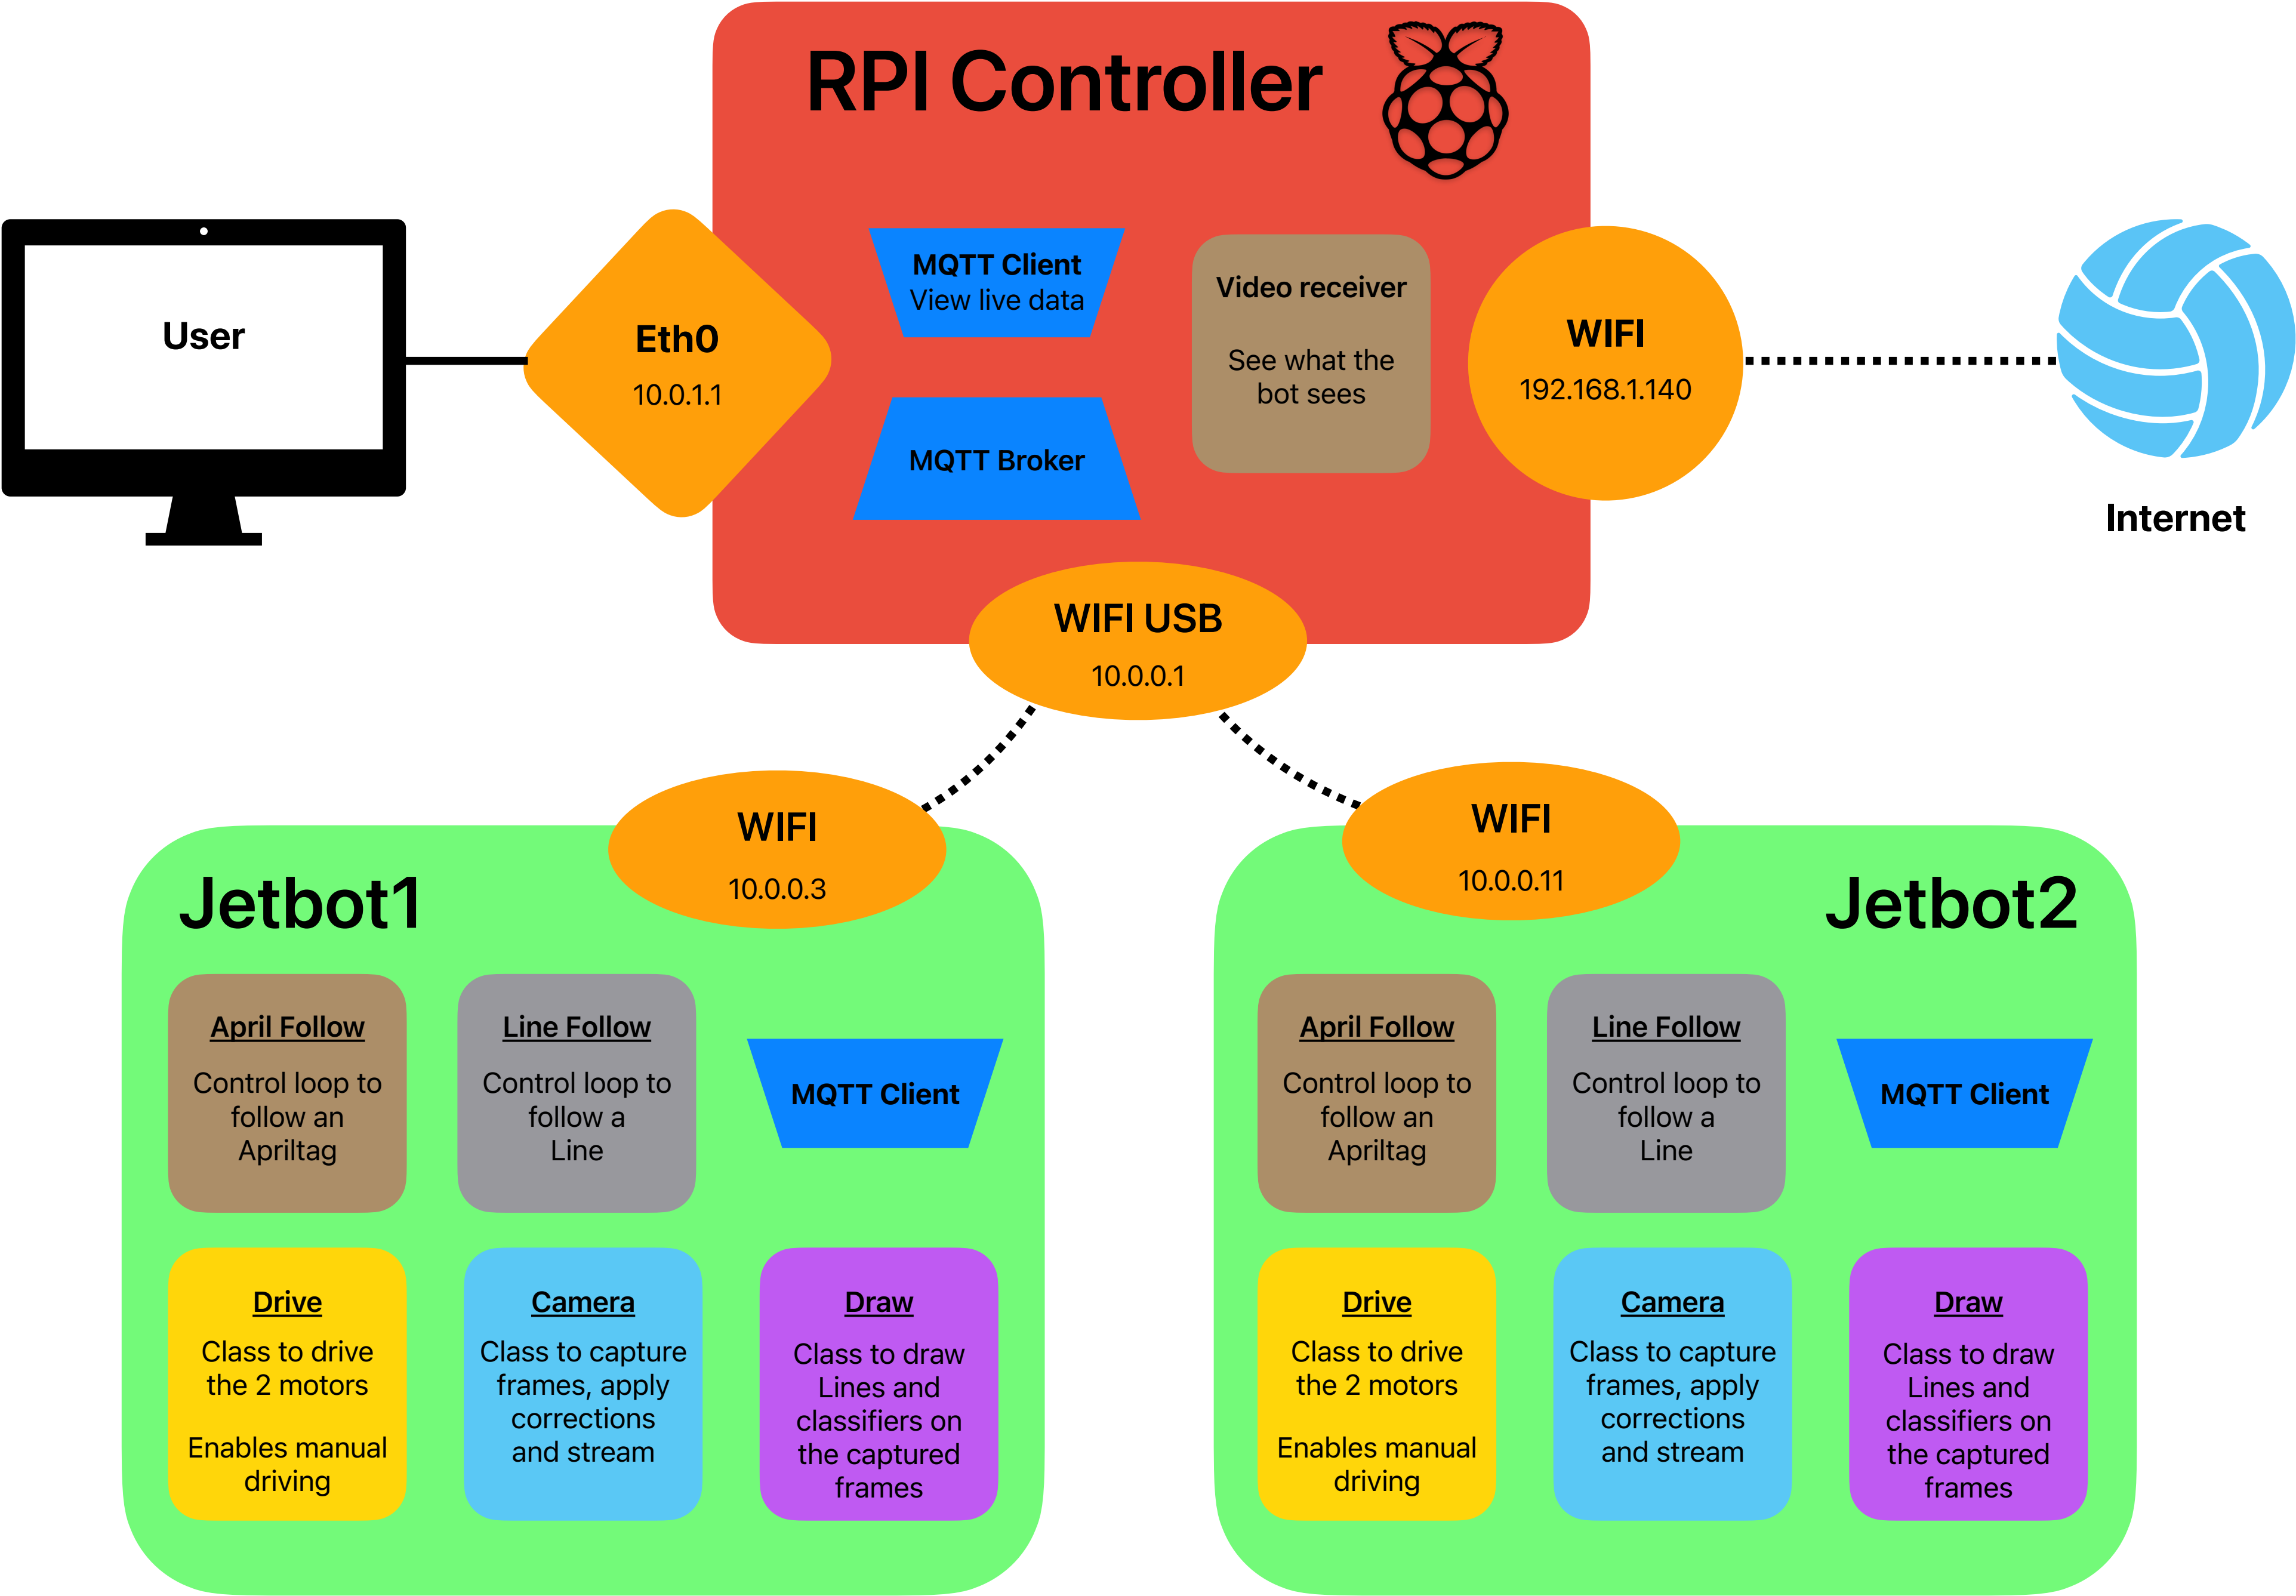 RPI Controller
User
Eth0
10.0.1.1
MQTT Client
View live data
MQTT Broker
Video receiver
See what the
bot sees
WIFI
192.168.1.140
Internet
WIFI USB
10.0.0.1
WIFI
10.0.0.3
Jetbot1
April Follow
Control loop to
follow an
Apriltag
Line Follow
Control loop to
follow a
Line
MQTT Client
Drive
Class to drive
the 2 motors
Enables manual
driving
Camera
Class to capture
frames, apply
corrections
and stream
Draw
Class to draw
Lines and
classifiers on
the captured
frames
WIFI
10.0.0.11
Jetbot2
April Follow
Control loop to
follow an
Apriltag
Line Follow
Control loop to
follow a
Line
MQTT Client
Drive
Class to drive
the 2 motors
Enables manual
driving
Camera
Class to capture
frames, apply
corrections
and stream
Draw
Class to draw
Lines and
classifiers on
the captured
frames